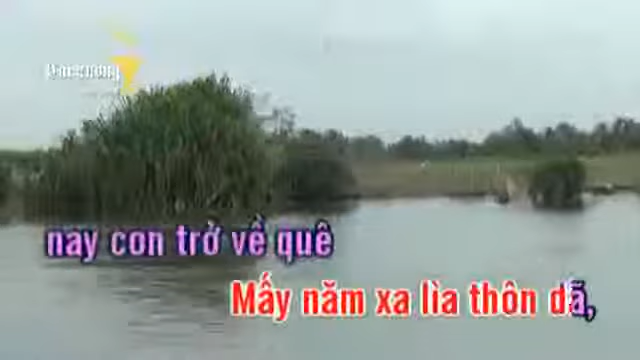 nay con trở về quê
Mấy năm xa lìa thôn dã,